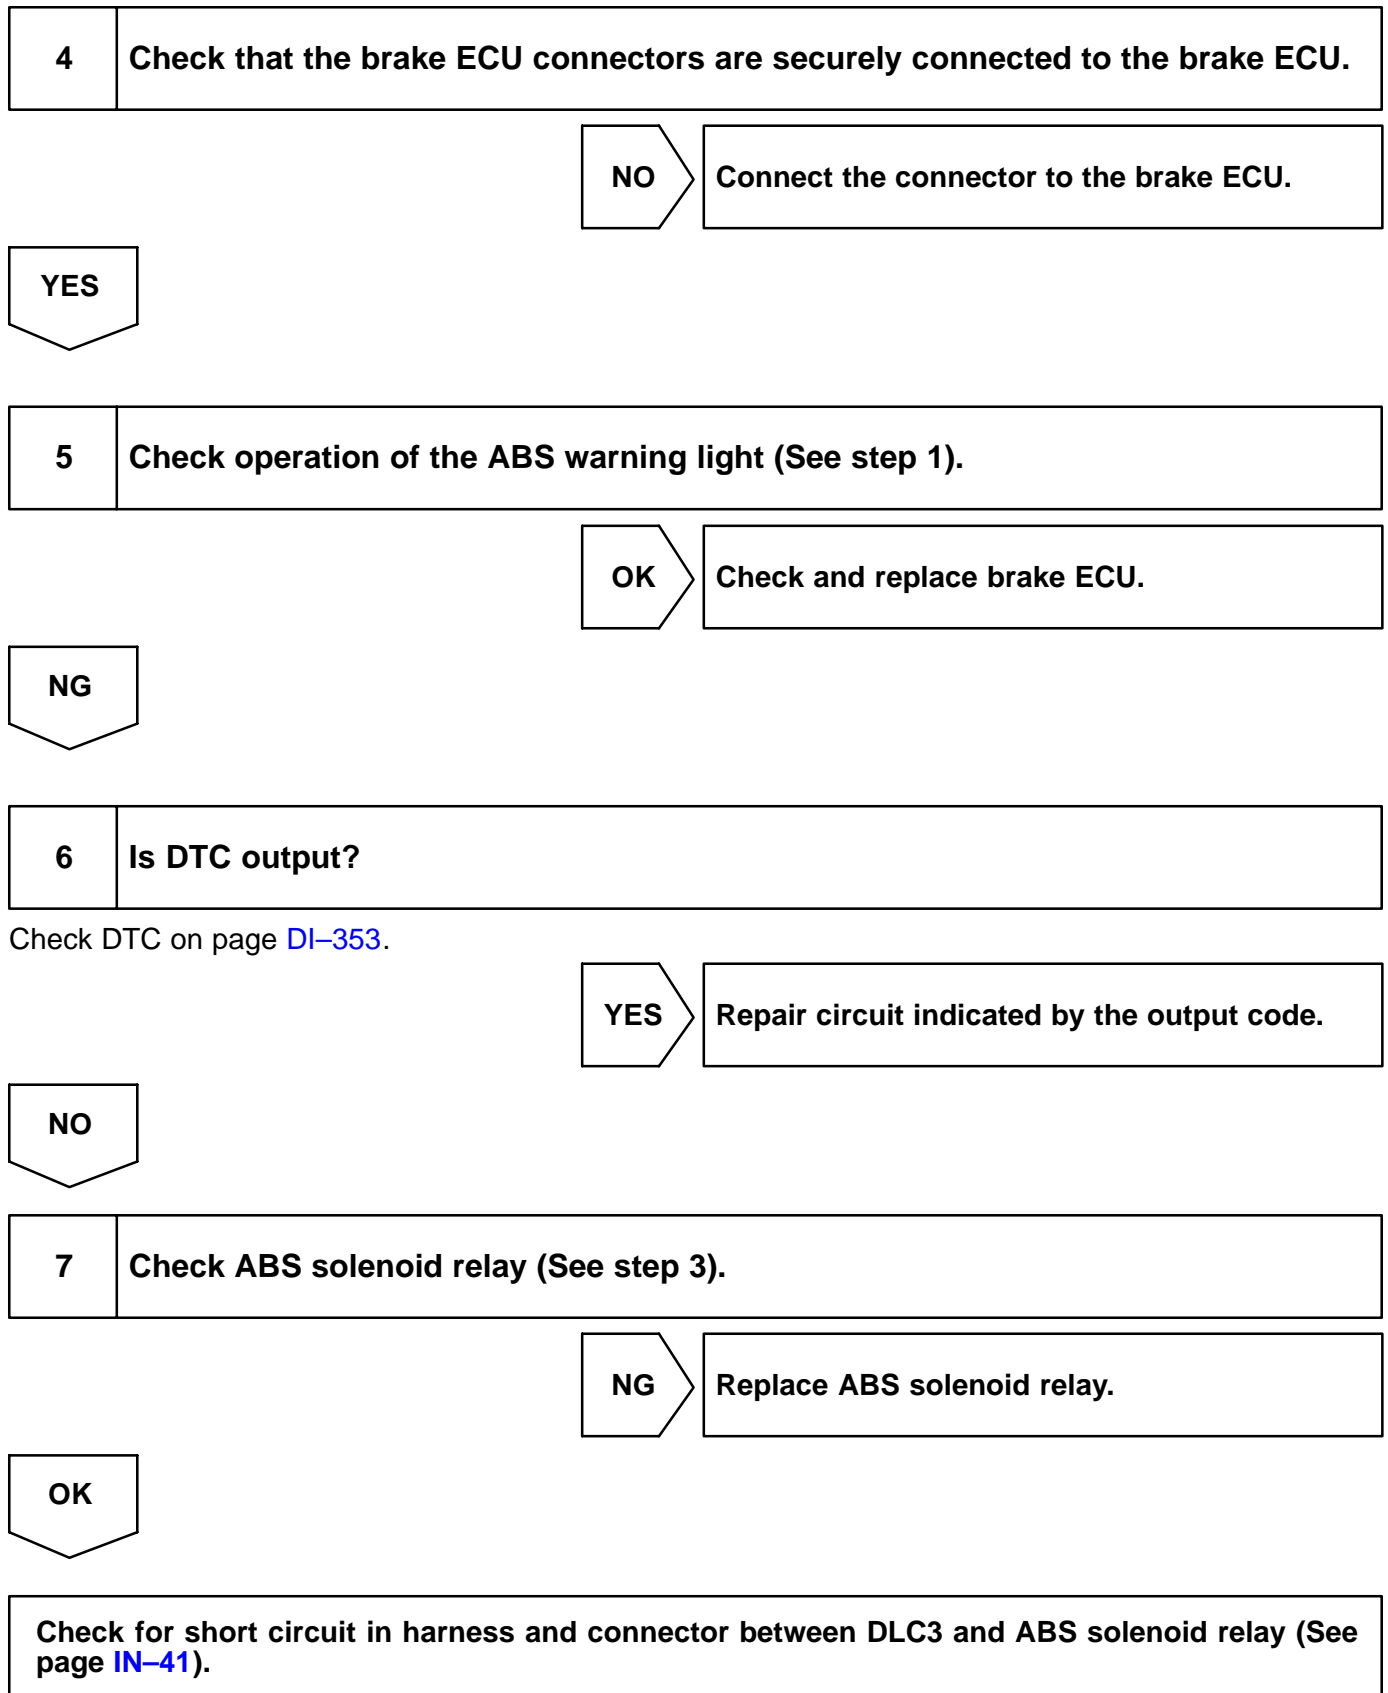 4 Check that the brake ECU connectors are securely connected to the brake ECU.
NO Connect the connector to the brake ECU.
YES
5 Check operation of the ABS warning light (See step 1).
OK Check and replace brake ECU.
NG
6 Is DTC output?
Check DTC on page DI–353.
YES Repair circuit indicated by the output code.
NO
7 Check ABS solenoid relay (See step 3).
NG Replace ABS solenoid relay.
OK
Check for short circuit in harness and connector between DLC3 and ABS solenoid relay (See
page IN–41).